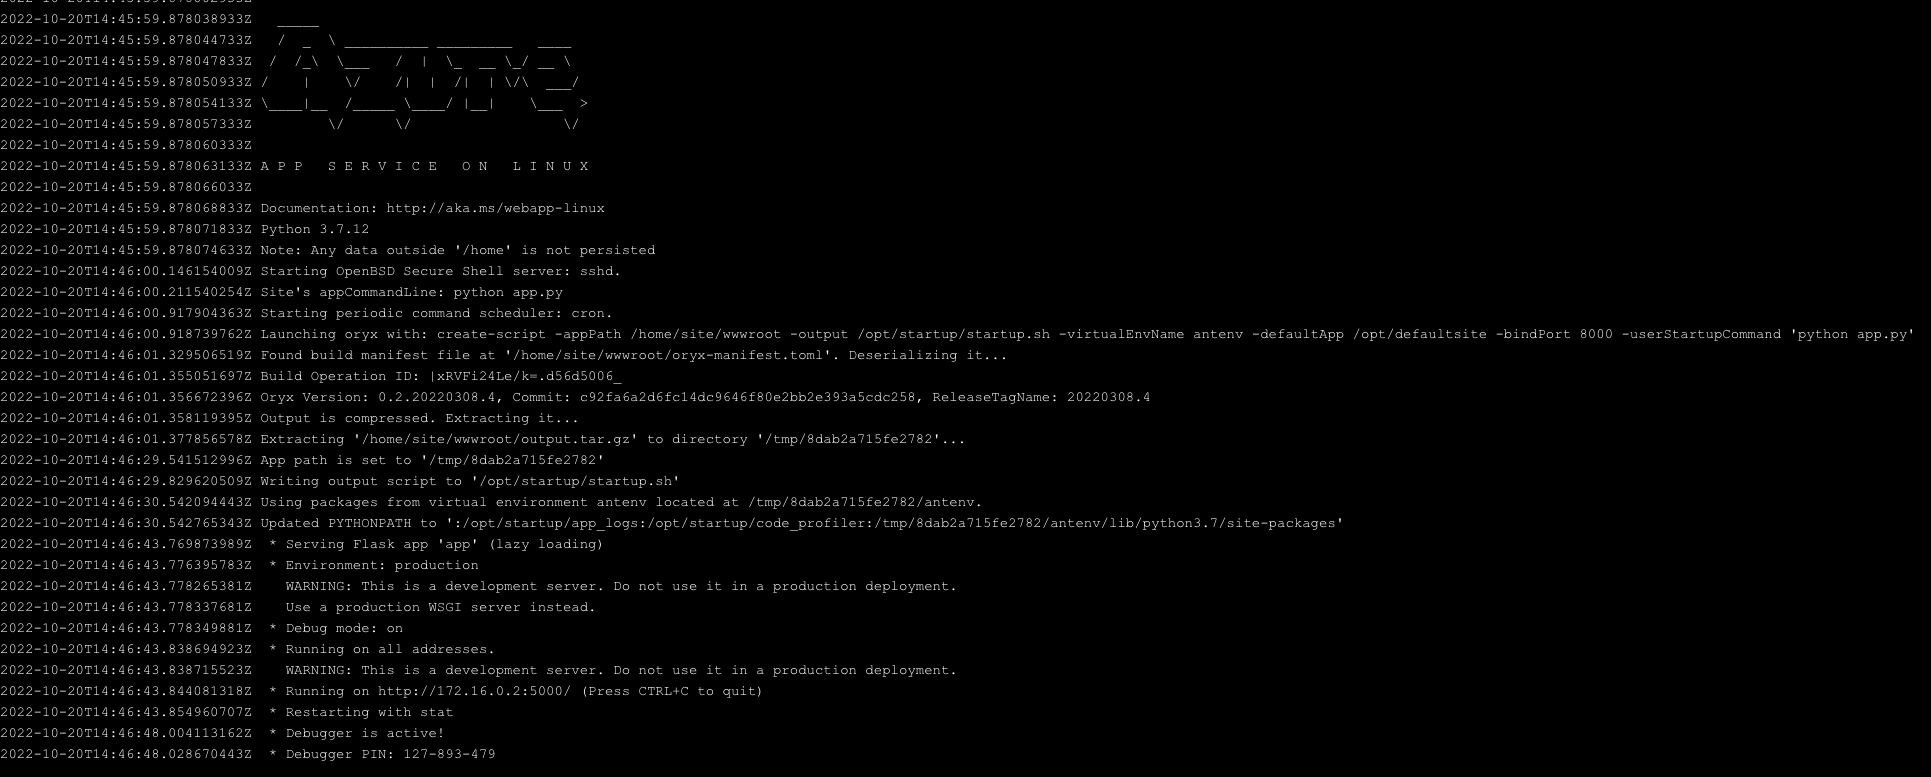 2022-10-20T14:45:59.878038933Z   _____
2022-10-20T14:45:59.878044733Z   /  _  \ __________ _________   ____
2022-10-20T14:45:59.878047833Z  /  /_\  \___   /  |  \_  __ \_/ __ \
2022-10-20T14:45:59.878050933Z /    |    \/    /|  |  /|  | \/\  ___/
2022-10-20T14:45:59.878054133Z \____|__  /_____ \____/ |__|    \___  >
2022-10-20T14:45:59.878057333Z         \/      \/                  \/
2022-10-20T14:45:59.878060333Z
2022-10-20T14:45:59.878063133Z A P P   S E R V I C E   O N   L I N U X
2022-10-20T14:45:59.878066033Z
2022-10-20T14:45:59.878068833Z Documentation: http://aka.ms/webapp-linux
2022-10-20T14:45:59.878071833Z Python 3.7.12
2022-10-20T14:45:59.878074633Z Note: Any data outside '/home' is not persisted
2022-10-20T14:46:00.146154009Z Starting OpenBSD Secure Shell server: sshd.
2022-10-20T14:46:00.211540254Z Site's appCommandLine: python app.py
2022-10-20T14:46:00.917904363Z Starting periodic command scheduler: cron.
2022-10-20T14:46:00.918739762Z Launching oryx with: create-script -appPath /home/site/wwwroot -output /opt/startup/startup.sh -virtualEnvName antenv -defaultApp /opt/defaultsite -bindPort 8000 -userStartupCommand 'python app.py'
2022-10-20T14:46:01.329506519Z Found build manifest file at '/home/site/wwwroot/oryx-manifest.toml'. Deserializing it...
2022-10-20T14:46:01.355051697Z Build Operation ID: |xRVFi24Le/k=.d56d5006_
2022-10-20T14:46:01.356672396Z Oryx Version: 0.2.20220308.4, Commit: c92fa6a2d6fc14dc9646f80e2bb2e393a5cdc258, ReleaseTagName: 20220308.4
2022-10-20T14:46:01.358119395Z Output is compressed. Extracting it...
2022-10-20T14:46:01.377856578Z Extracting '/home/site/wwwroot/output.tar.gz' to directory '/tmp/8dab2a715fe2782'...
2022-10-20T14:46:29.541512996Z App path is set to '/tmp/8dab2a715fe2782'
2022-10-20T14:46:29.829620509Z Writing output script to '/opt/startup/startup.sh'
2022-10-20T14:46:30.542094443Z Using packages from virtual environment antenv located at /tmp/8dab2a715fe2782/antenv.
2022-10-20T14:46:30.542765343Z Updated PYTHONPATH to ':/opt/startup/app_logs:/opt/startup/code_profiler:/tmp/8dab2a715fe2782/antenv/lib/python3.7/site-packages'
2022-10-20T14:46:43.769873989Z  * Serving Flask app 'app' (lazy loading)
2022-10-20T14:46:43.776395783Z  * Environment: production
2022-10-20T14:46:43.778265381Z    WARNING: This is a development server. Do not use it in a production deployment.
2022-10-20T14:46:43.778337681Z    Use a production WSGI server instead.
2022-10-20T14:46:43.778349881Z  * Debug mode: on
2022-10-20T14:46:43.838694923Z  * Running on all addresses.
2022-10-20T14:46:43.838715523Z    WARNING: This is a development server. Do not use it in a production deployment.
2022-10-20T14:46:43.844081318Z  * Running on http://172.16.0.2:5000/ (Press CTRL+C to quit)
2022-10-20T14:46:43.854960707Z  * Restarting with stat
2022-10-20T14:46:48.004113162Z  * Debugger is active!
2022-10-20T14:46:48.028670443Z  * Debugger PIN: 127-893-479